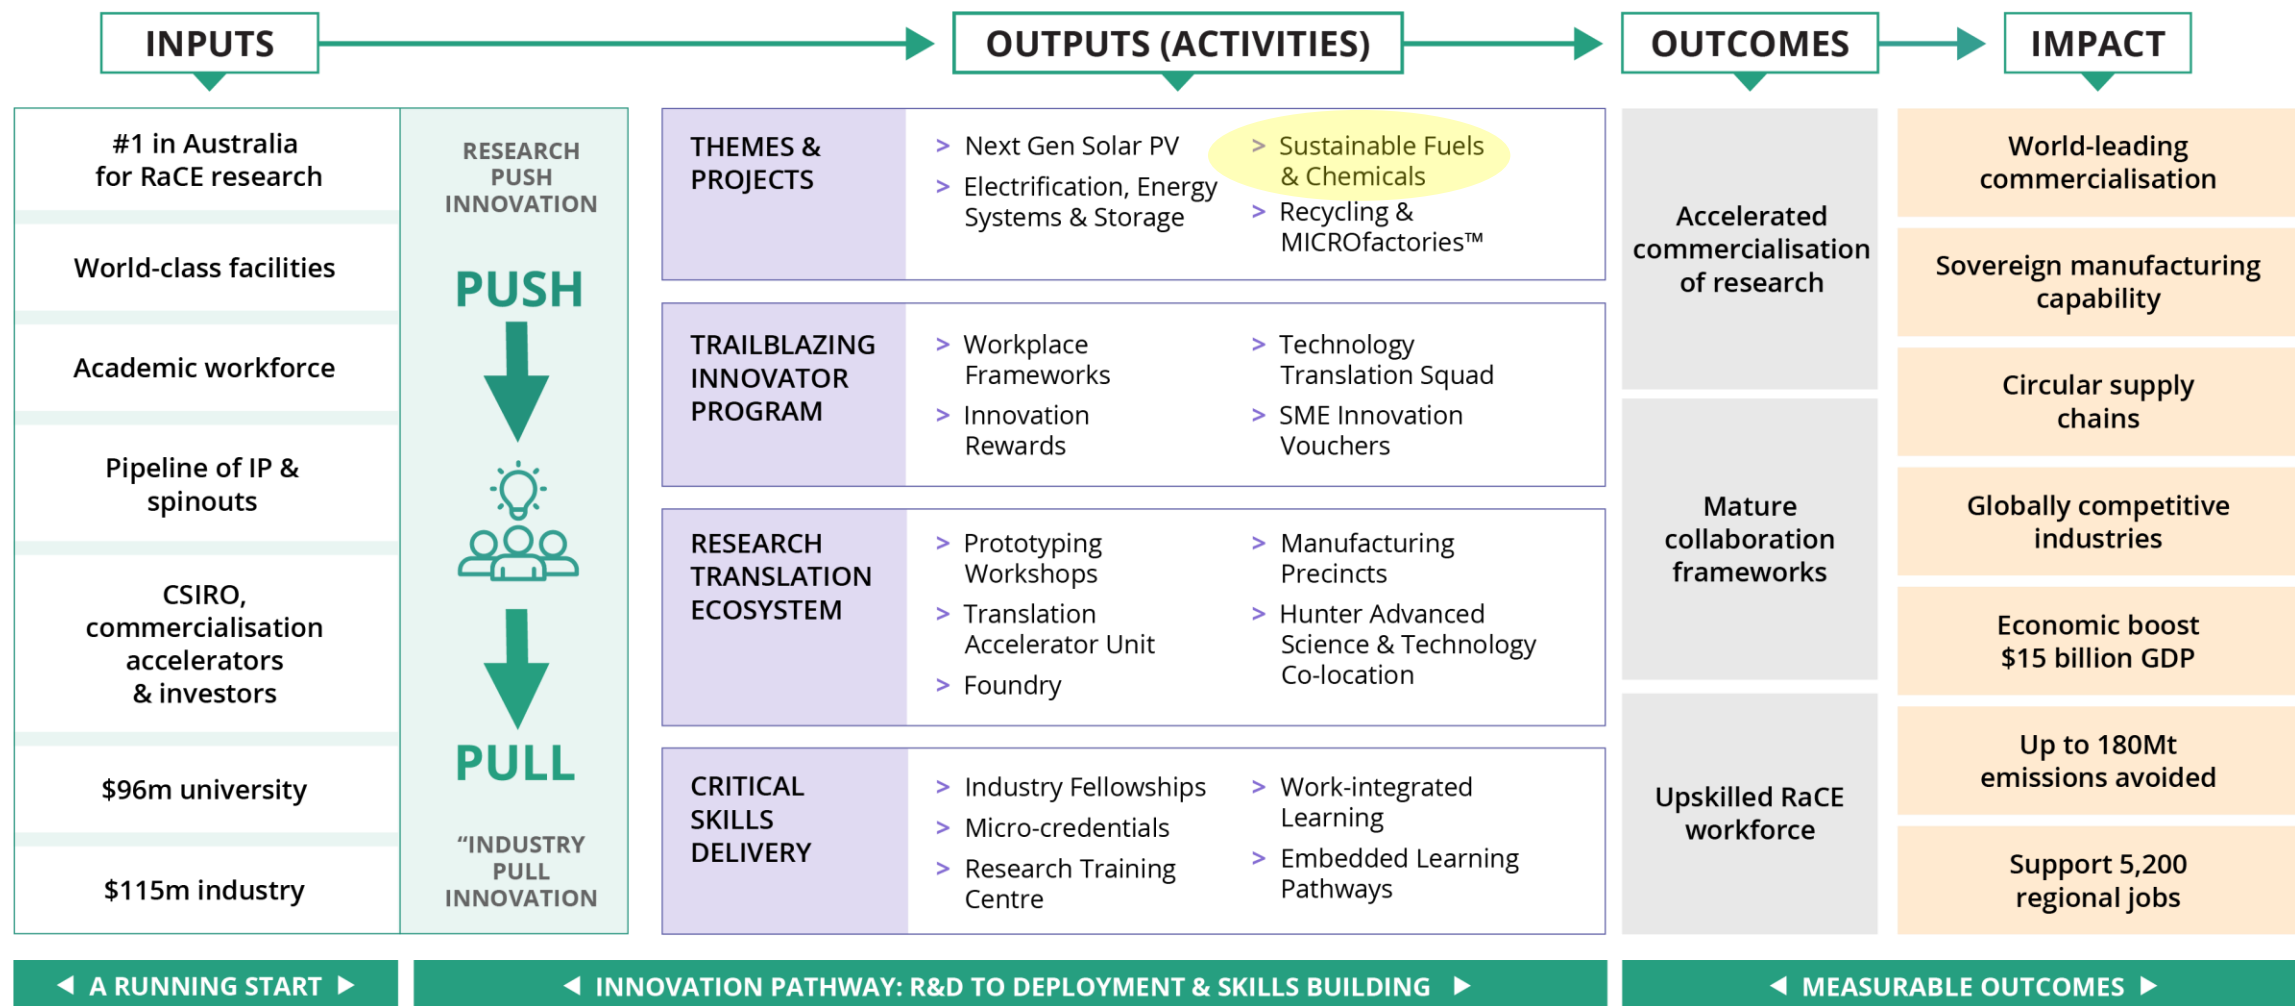 INPUTS
OUTPUTS (ACTIVITIES)
OUTCOMES
IMPACT
#1 in Australia
for RaCE research
World-class facilities
Academic workforce
Pipeline of IP &
spinouts
CSIRO,
commercialisation
accelerators
& investors
$96m university
$115m industry
RESEARCH
PUSH
INNOVATION
PUSH
PULL
“INDUSTRY
PULL
INNOVATION
THEMES &
PROJECTS
> Next Gen Solar PV
> Electrification, Energy
Systems & Storage
> Sustainable Fuels
& Chemicals
> Recycling &
MICROfactories™
TRAILBLAZING
INNOVATOR
PROGRAM
> Workplace
Frameworks
> Innovation
Rewards
> Technology
Translation Squad
> SME Innovation
Vouchers
RESEARCH
TRANSLATION
ECOSYSTEM
> Prototyping
Workshops
> Translation
Accelerator Unit
> Foundry
> Manufacturing
Precincts
> Hunter Advanced
Science & Technology
Co-location
CRITICAL
SKILLS
DELIVERY
> Industry Fellowships
> Micro-credentials
> Research Training
Centre
> Work-integrated
Learning
> Embedded Learning
Pathways
Accelerated
commercialisation
of research
Mature
collaboration
frameworks
Upskilled RaCE
workforce
World-leading
commercialisation
Sovereign manufacturing
capability
Circular supply
chains
Globally competitive
industries
Economic boost
$15 billion GDP
Up to 180Mt
emissions avoided
Support 5,200
regional jobs
A RUNNING START
INNOVATION PATHWAY: R&D TO DEPLOYMENT & SKILLS BUILDING
MEASURABLE OUTCOMES